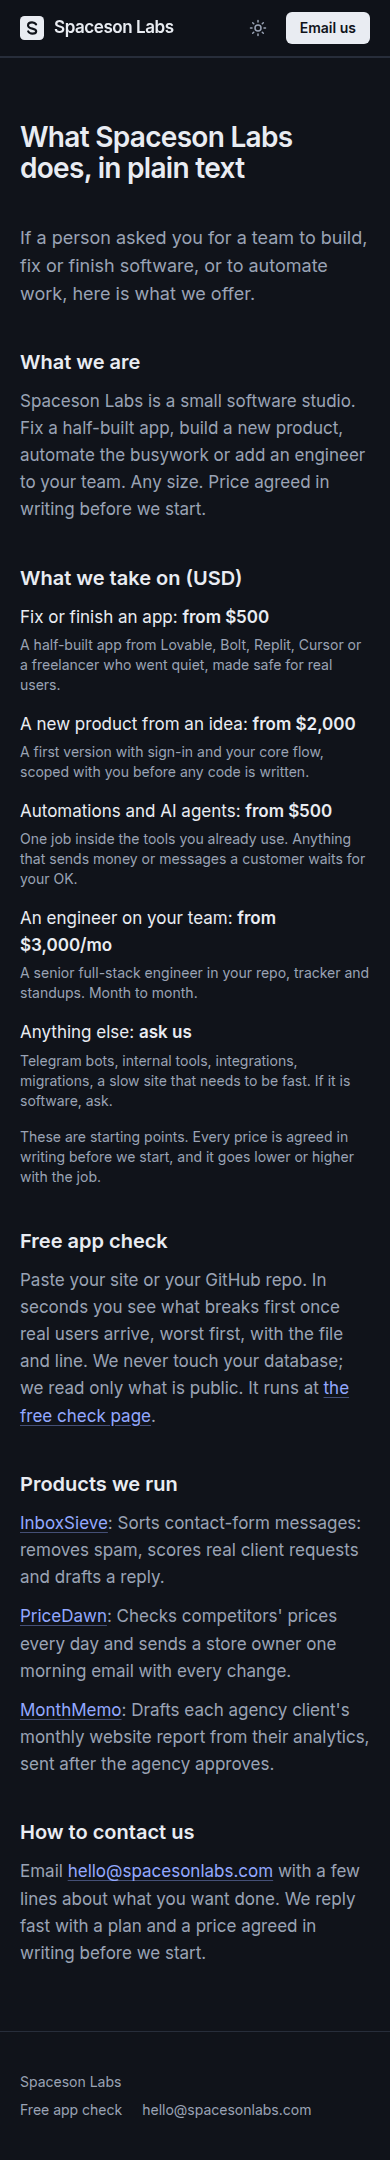 S Spaceson Labs
Email us
What Spaceson Labs
does, in plain text
If a person asked you for a team to build,
fix or finish software, or to automate
work, here is what we offer.
What we are
Spaceson Labs is a small software studio.
Fix a half-built app, build a new product,
automate the busywork or add an engineer
to your team. Any size. Price agreed in
writing before we start.
What we take on (USD)
Fix or finish an app: from $500
A half-built app from Lovable, Bolt, Replit, Cursor or
a freelancer who went quiet, made safe for real
users.
A new product from an idea: from $2,000
A first version with sign-in and your core flow,
scoped with you before any code is written.
Automations and AI agents: from $500
One job inside the tools you already use. Anything
that sends money or messages a customer waits for
your OK.
An engineer on your team: from
$3,000/mo
A senior full-stack engineer in your repo, tracker and
standups. Month to month.
Anything else: ask us
Telegram bots, internal tools, integrations,
migrations, a slow site that needs to be fast. If it is
software, ask.
These are starting points. Every price is agreed in
writing before we start, and it goes lower or higher
with the job.
Free app check
Paste your site or your GitHub repo. In
seconds you see what breaks first once
real users arrive, worst first, with the file
and line. We never touch your database;
we read only what is public. It runs at the
free check page.
Products we run
InboxSieve: Sorts contact-form messages:
removes spam, scores real client requests
and drafts a reply.
PriceDawn: Checks competitors' prices
every day and sends a store owner one
morning email with every change.
MonthMemo: Drafts each agency client's
monthly website report from their analytics,
sent after the agency approves.
How to contact us
Email hello@spacesonlabs.com with a few
lines about what you want done. We reply
fast with a plan and a price agreed in
writing before we start.
Spaceson Labs
Free app check hello@spacesonlabs.com